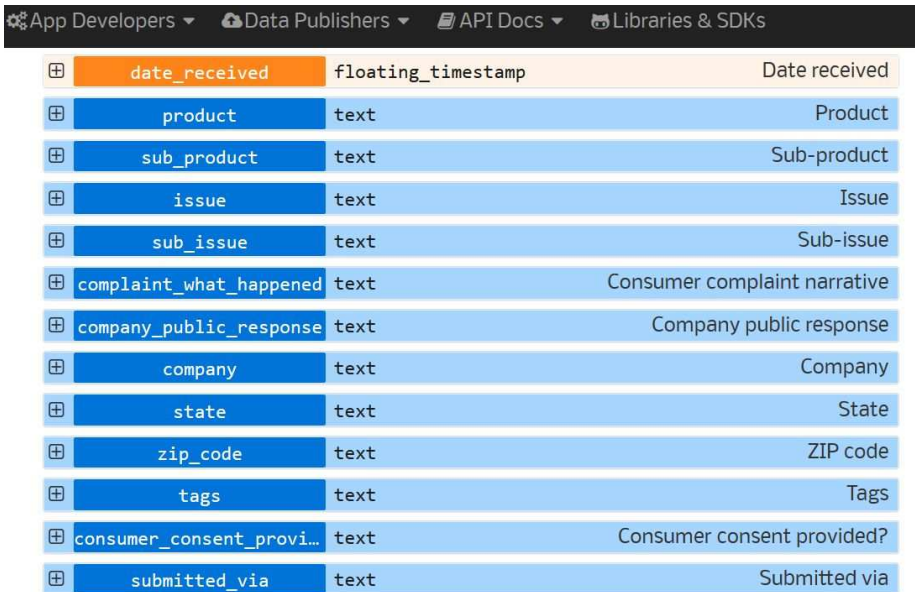 App Developers Data Publishers API Docs Libraries & SDKs
date_received floating_timestamp Date received
product text Product
sub_product text Sub-product
issue text Issue
sub_issue text Sub-issue
complaint_what_happened text Consumer complaint narrative
company_public_response text Company public response
company text Company
state text State
zip_code text ZIP code
tags text Tags
consumer_consent_provi… text Consumer consent provided?
submitted_via text Submitted via